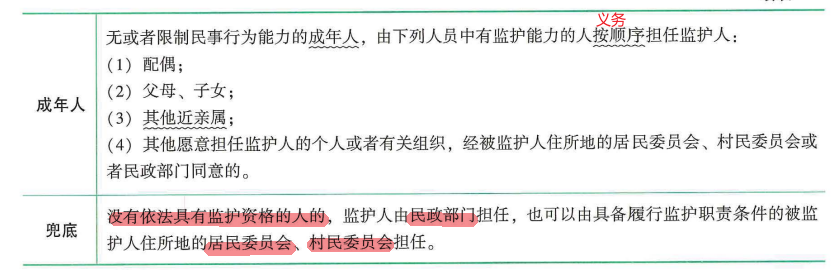 义务
无或者限制民事行为能力的成年人，由下列人员中有监护能力的人按顺序担任监护人：
（1）配偶；
（2）父母、子女；
成年人
（3）其他近亲属；
（4）其他愿意担任监护人的个人或者有关组织，经被监护人住所地的居民委员会、村民委员会或
者民政部门同意的。
没有依法具有监护资格的人的，监护人由民政部门担任，也可以由具备履行监护职责条件的被监
兜底
护人住所地的居民委员会、村民委员会担任。